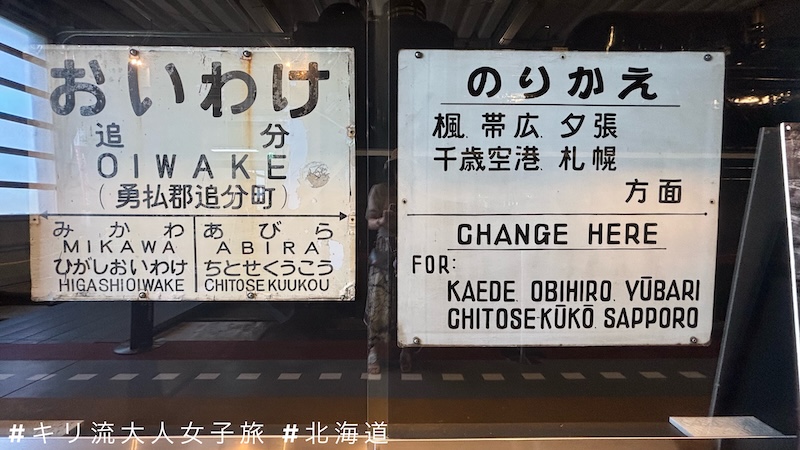 おいわけ
追分
OIWAKE
(勇払郡追分町)
みかわ
MIKAWA
ひがしおいわけ
HIGASHIOIWAKE
あびら
ABIRA
ちとせくうこう
CHITOSE KUUKOU
のりかえ
楓 帯広 夕張
千歳空港 札幌
方面
CHANGE HERE
FOR:
KAEDE. OBIHIRO. YŪBARI
CHITOSE-KŪKŌ. SAPPORO
#キリ流大人女子旅 #北海道